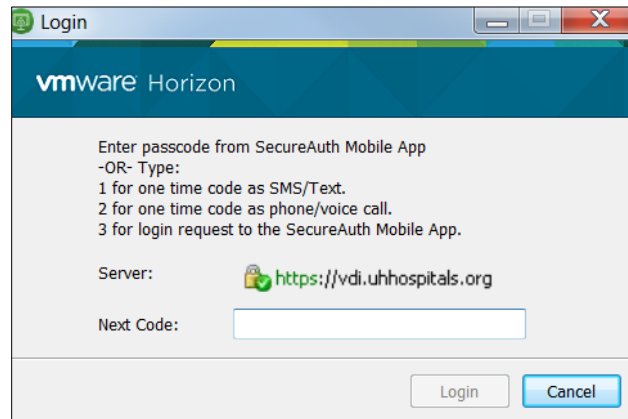 Login
vmware Horizon
Enter passcode from SecureAuth Mobile App
-OR- Type:
1 for one time code as SMS/Text.
2 for one time code as phone/voice call.
3 for login request to the SecureAuth Mobile App.
Server: https://vdi.uhhospitals.org
Next Code:
Login Cancel